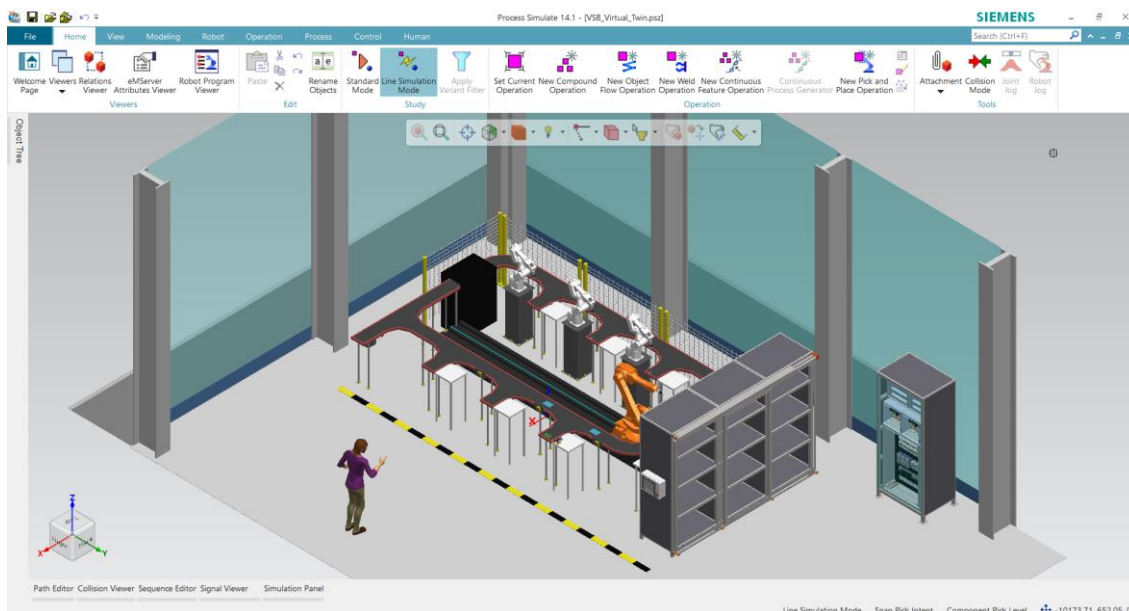 Process Simulate 14.1 - [VSB_Virtual_Twin.psz]
SIEMENS
File Home View Modeling Robot Operation Process Control Human
Search (Ctrl+F)
Welcome Page
Viewers
Relations Viewer
eMServer Attributes Viewer
Robot Program Viewer
Paste
Rename Objects
Standard Mode
Line Simulation Mode
Apply Variant Filter
Set Current Operation
New Compound Operation
New Object Flow Operation
New Weld Operation
New Continuous Feature Operation
Continuous Process Generator
New Pick and Place Operation
Attachment
Collision Mode
Joint Jog
Robot Jog
Viewers Edit Study Operation Tools
Object Tree
Z
X
Y
X
Path Editor Collision Viewer Sequence Editor Signal Viewer Simulation Panel
Line Simulation Mode Snap Pick Intent Component Pick Level -10173.71, 652.05,